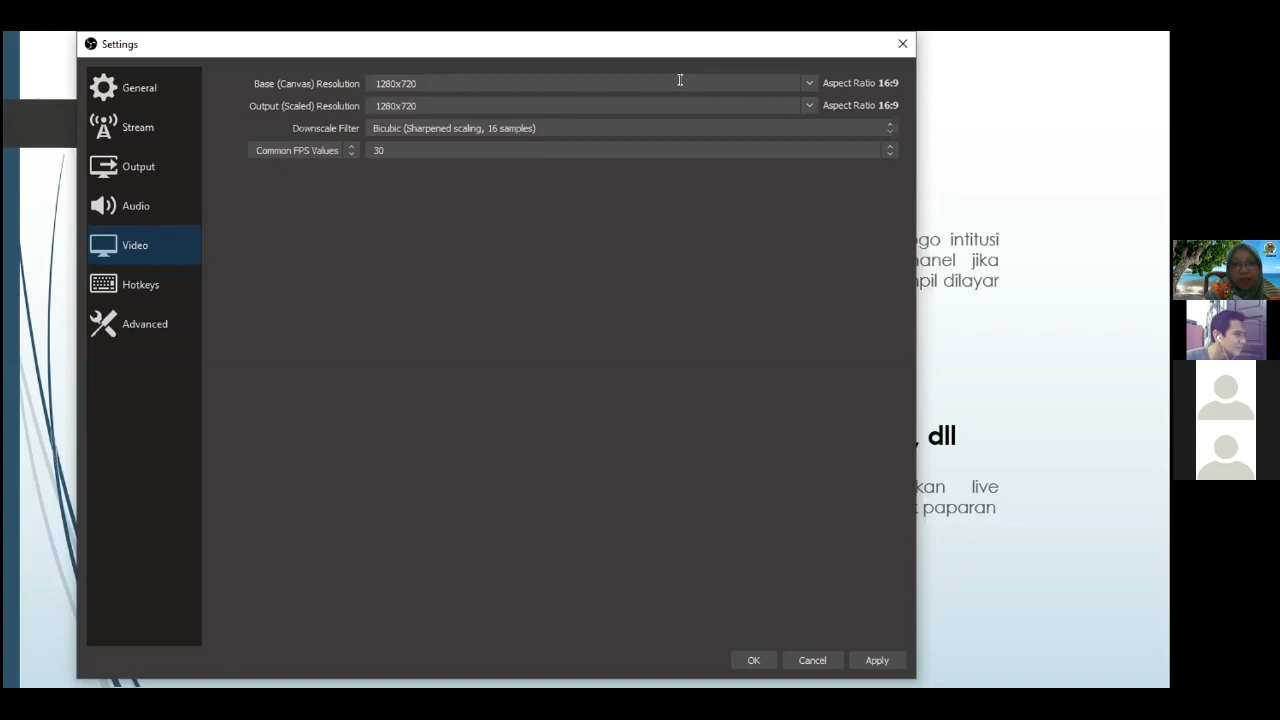 Settings
General
Stream
Output
Audio
Video
Hotkeys
Advanced
Base (Canvas) Resolution 1280x720 Aspect Ratio 16:9
Output (Scaled) Resolution 1280x720 Aspect Ratio 16:9
Downscale Filter Bicubic (Sharpened scaling, 16 samples)
Common FPS Values 30
OK Cancel Apply
go intitusi
anel jika
pil dilayar
, dll
kan live
paparan